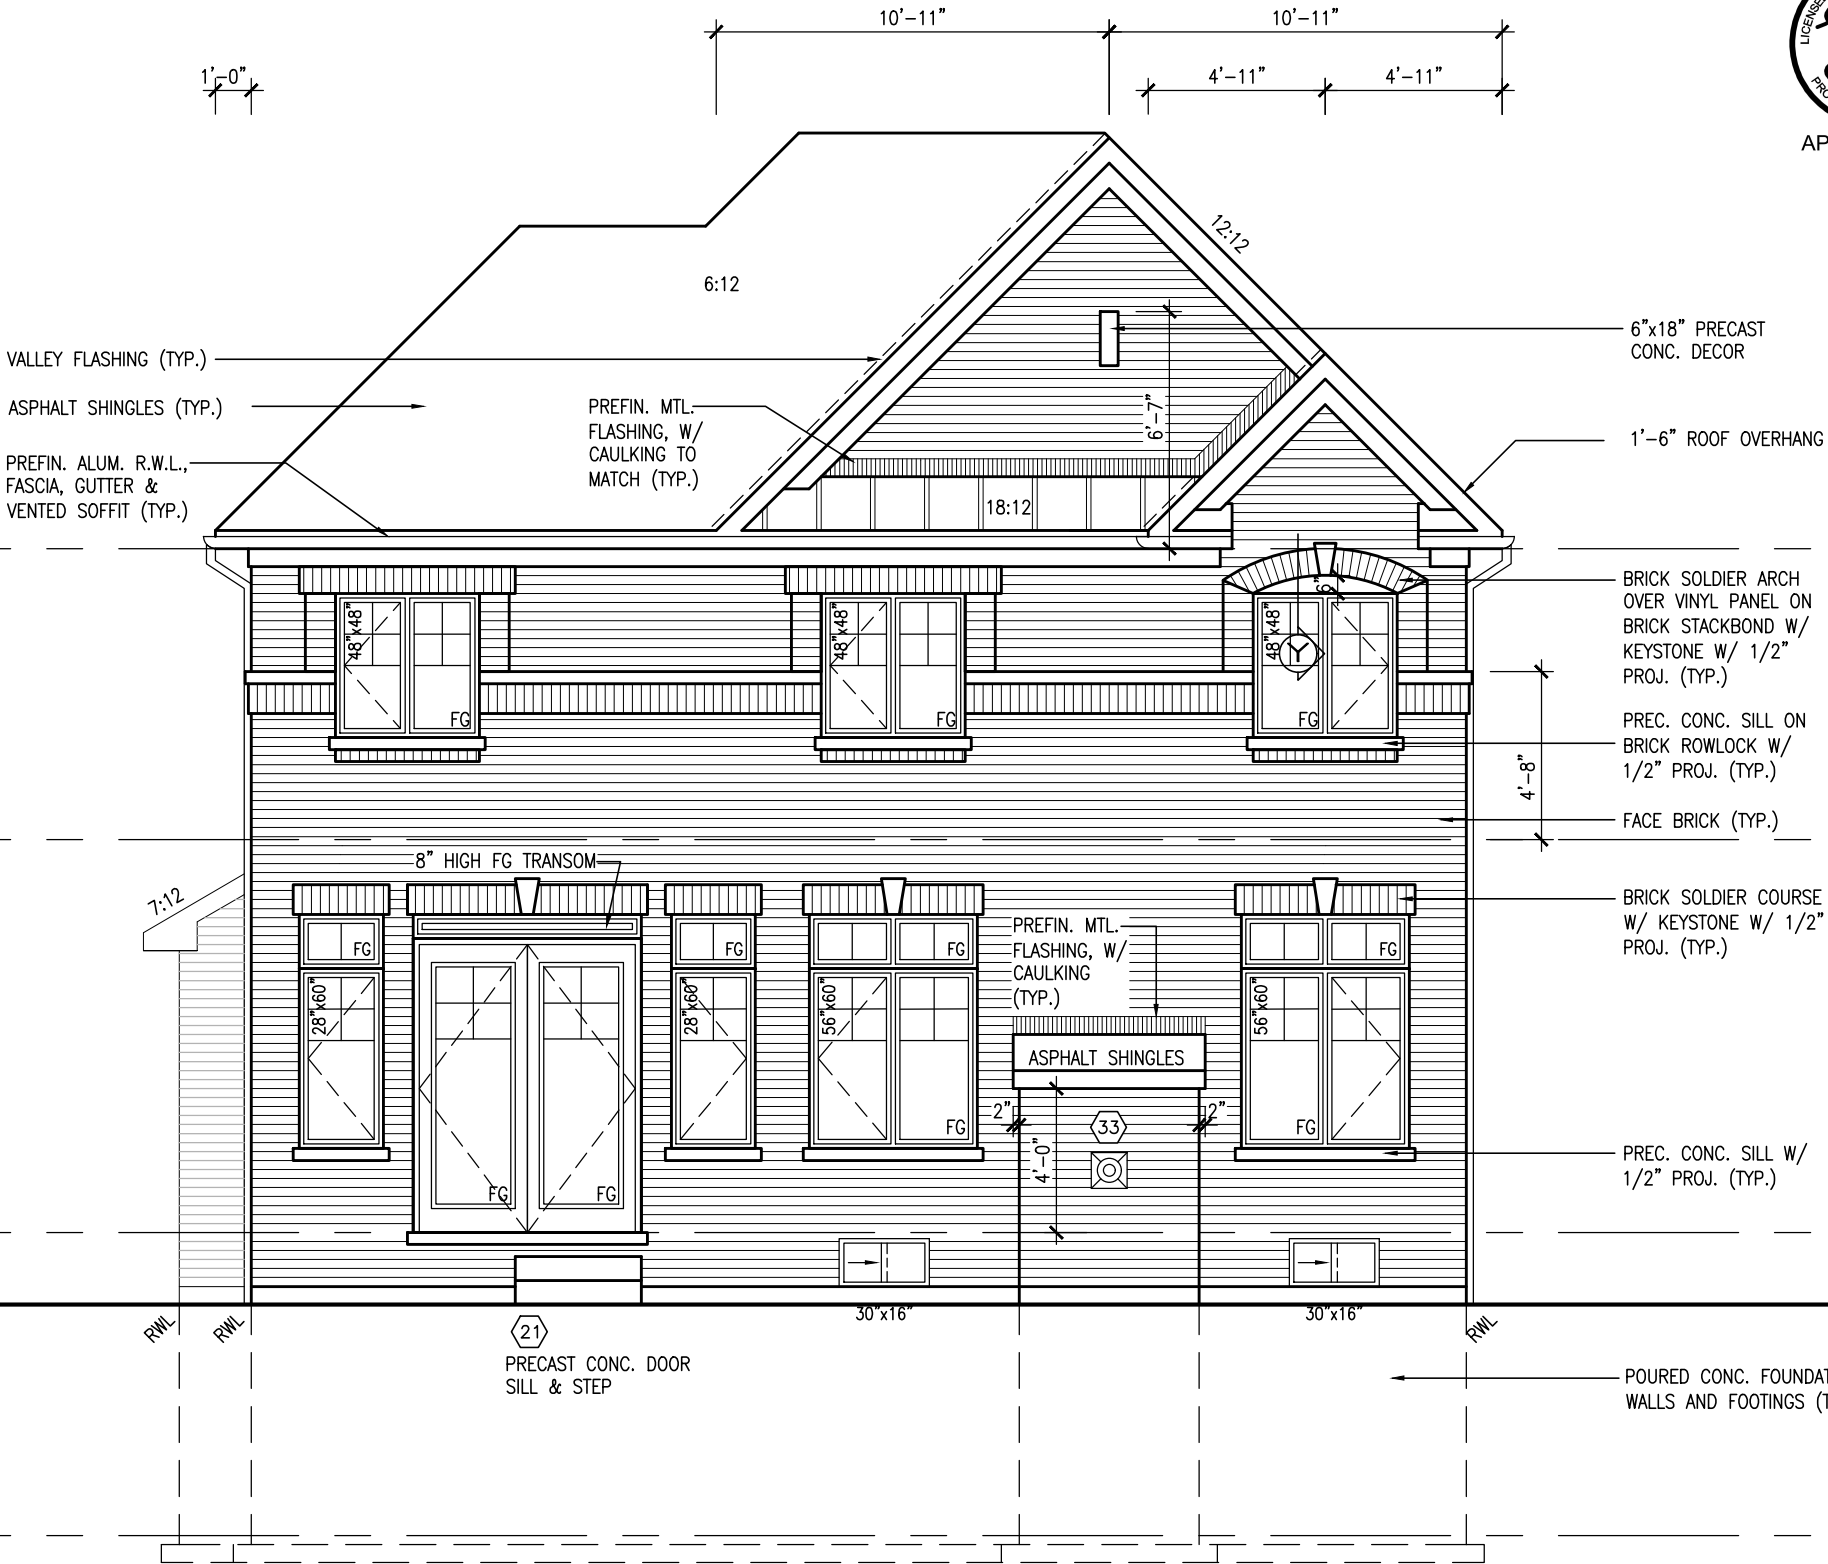 10'-11" 10'-11"
1'-0" 4'-11" 4'-11"
LICENSE
PRO
AP
12:12
6:12
6"x18" PRECAST
CONC. DECOR
VALLEY FLASHING (TYP.)
ASPHALT SHINGLES (TYP.)
PREFIN. MTL.
FLASHING, W/
CAULKING TO
MATCH (TYP.)
6'-7"
1'-6" ROOF OVERHANG
PREFIN. ALUM. R.W.L.,
FASCIA, GUTTER &
VENTED SOFFIT (TYP.)
18:12
BRICK SOLDIER ARCH
OVER VINYL PANEL ON
BRICK STACKBOND W/
KEYSTONE W/ 1/2"
PROJ. (TYP.)
6"
48"x48" 48"x48" 48"x48"
Y
FG FG FG
PREC. CONC. SILL ON
BRICK ROWLOCK W/
1/2" PROJ. (TYP.)
4'-8"
FACE BRICK (TYP.)
8" HIGH FG TRANSOM
7:12
BRICK SOLDIER COURSE
W/ KEYSTONE W/ 1/2"
PROJ. (TYP.)
PREFIN. MTL.
FLASHING, W/
CAULKING
(TYP.)
FG FG FG FG
28"x60" 28"x60" 56"x60" 56"x60"
ASPHALT SHINGLES
2" 2"
33
4'-0"
FG FG
FG FG
PREC. CONC. SILL W/
1/2" PROJ. (TYP.)
30"x16" 30"x16"
RWL RWL RWL
21
PRECAST CONC. DOOR
SILL & STEP
POURED CONC. FOUNDAT
WALLS AND FOOTINGS (T